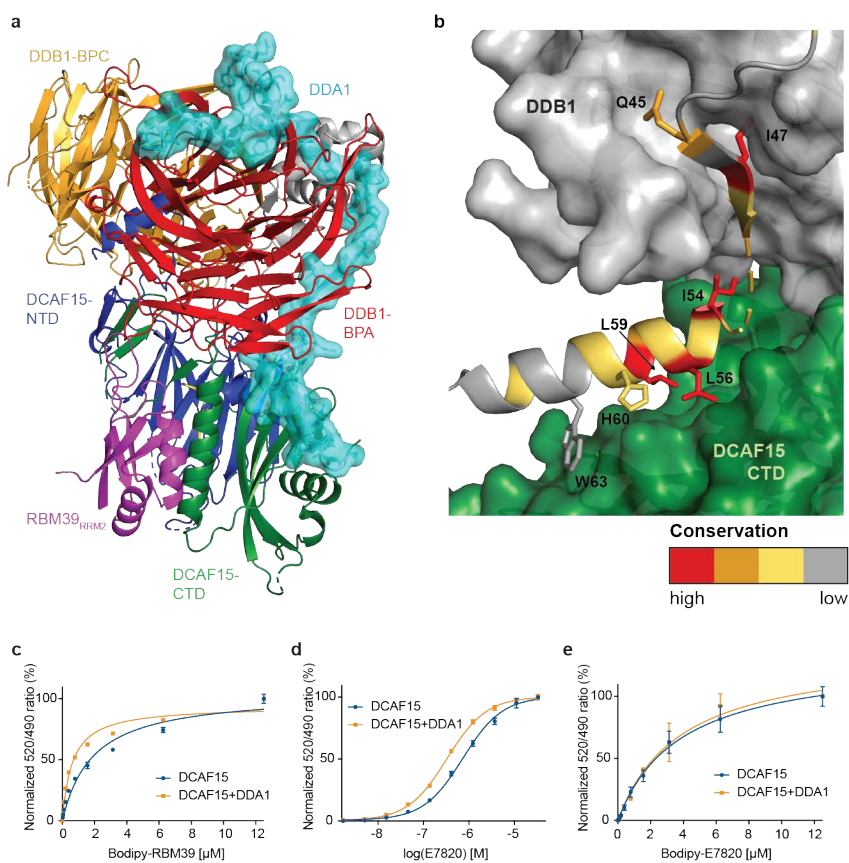 a
DDB1-BPC
DDA1
DCAF15-
NTD
DDB1-
BPA
RBM39RRM2
DCAF15-
CTD
b
DDB1
Q45
I47
I54
L59
L56
H60
DCAF15
CTD
W63
Conservation
high
low
c
Normalized 520/490 ratio (%)
100
50
0
0 2 4 6 8 10 12
Bodipy-RBM39 [µM]
DCAF15
DCAF15+DDA1
d
Normalized 520/490 ratio (%)
100
50
0
-8 -7 -6 -5
log(E7820) [M]
DCAF15
DCAF15+DDA1
e
Normalized 520/490 ratio (%)
100
50
0
0 2 4 6 8 10 12
Bodipy-E7820 [µM]
DCAF15
DCAF15+DDA1